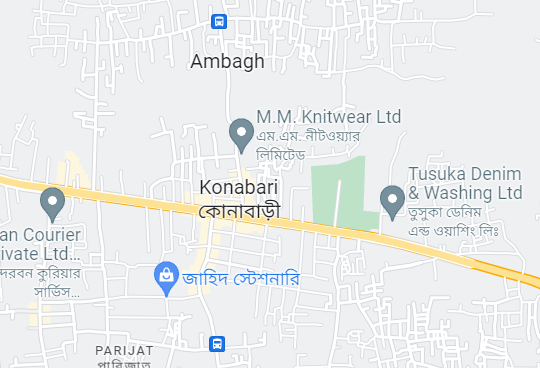 Ambagh
M.M. Knitwear Ltd
এম.এম. নীটওয়্যার
লিমিটেড
Konabari
কোনাবাড়ী
Tusuka Denim
& Washing Ltd
তুসুকা ডেনিম
এন্ড ওয়াশিং লিঃ
an Courier
ivate Ltd...
দরবন কুরিয়ার
সার্ভিস...
জাহিদ স্টেশনারি
PARIJAT
পারিজাত